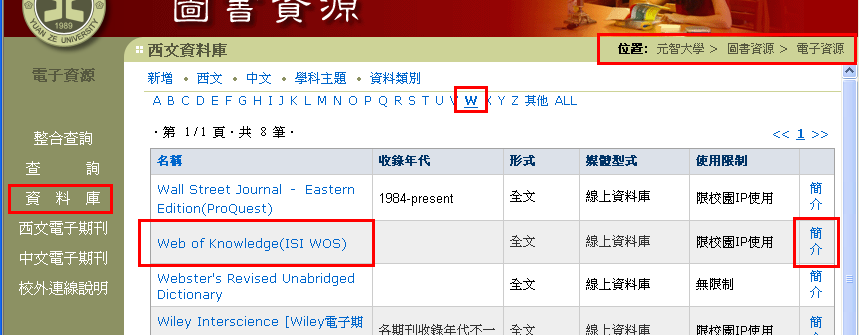 圖書資源
YUAN ZE UNIVERSITY
1989
西文資料庫
位置: 元智大學 > 圖書資源 > 電子資源
電子資源
整合查詢
查 詢
資 料 庫
西文電子期刊
中文電子期刊
校外連線說明
新增 • 西文 • 中文 • 學科主題 • 資料類別
A B C D E F G H I J K L M N O P Q R S T U V W X Y Z 其他 ALL
·第 1/1 頁·共 8 筆·
<< 1 >>
名稱 收錄年代 形式 媒體型式 使用限制
Wall Street Journal - Eastern Edition(ProQuest) 1984-present 全文 線上資料庫 限校園IP使用 簡介
Web of Knowledge(ISI WOS) 全文 線上資料庫 限校園IP使用 簡介
Webster's Revised Unabridged Dictionary 全文 線上資料庫 無限制 簡介
Wiley Interscience [Wiley電子期 各期刊收錄年代不一 全文 線上資料庫 限校園IP使用 簡介